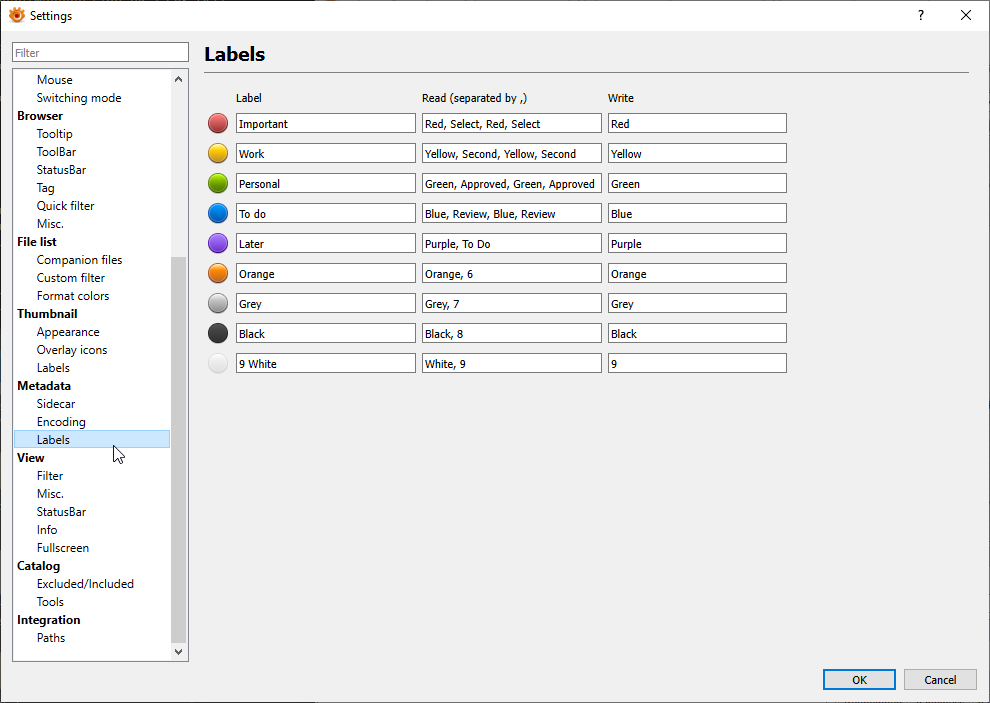 Settings
?
Filter
Mouse
Switching mode
Browser
Tooltip
ToolBar
StatusBar
Tag
Quick filter
Misc.
File list
Companion files
Custom filter
Format colors
Thumbnail
Appearance
Overlay icons
Labels
Metadata
Sidecar
Encoding
Labels
View
Filter
Misc.
StatusBar
Info
Fullscreen
Catalog
Excluded/Included
Tools
Integration
Paths
Labels
Label Read (separated by ,) Write
Important Red, Select, Red, Select Red
Work Yellow, Second, Yellow, Second Yellow
Personal Green, Approved, Green, Approved Green
To do Blue, Review, Blue, Review Blue
Later Purple, To Do Purple
Orange Orange, 6 Orange
Grey Grey, 7 Grey
Black Black, 8 Black
9 White White, 9 9
OK Cancel